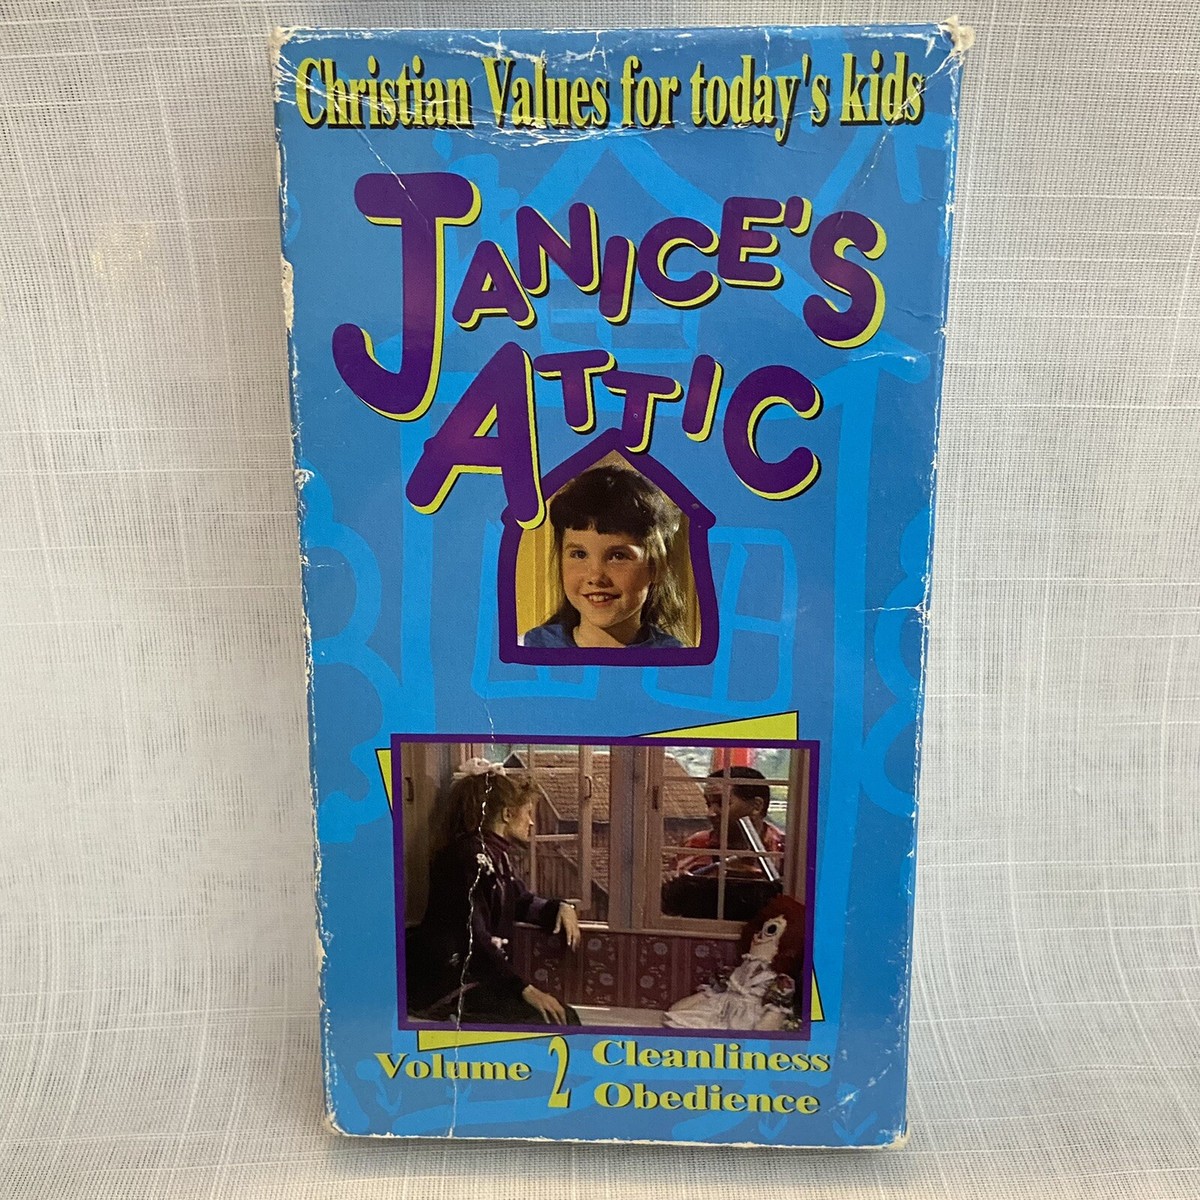 Christian Values for today's kids
JANICE'S
ATTIC
Volume 2 Cleanliness
Obedience